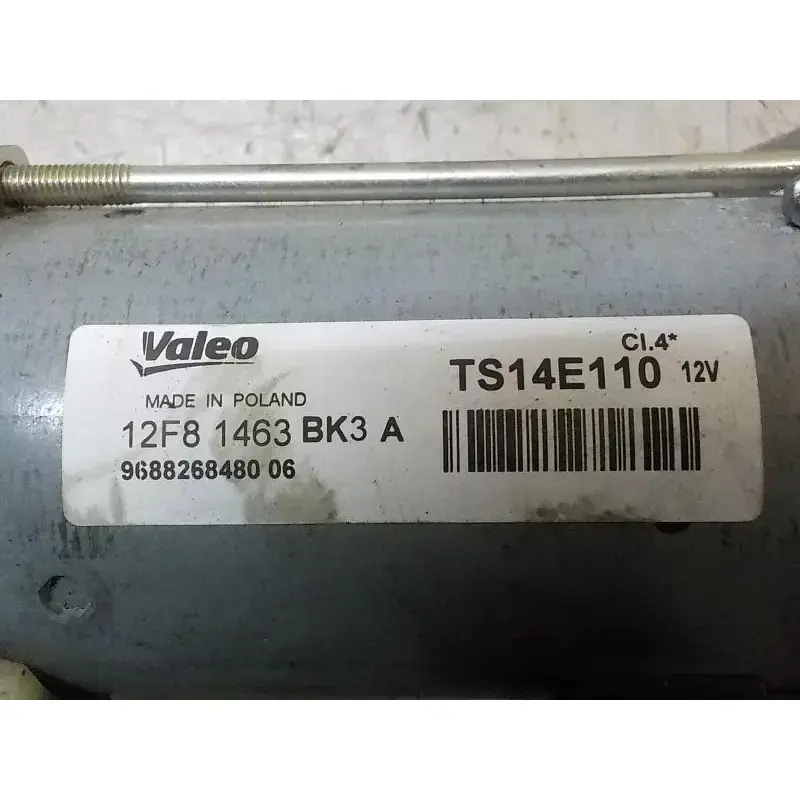 Valeo
Cl.4*
TS14E110 12V
MADE IN POLAND
12F8 1463 BK3 A
9688268480 06